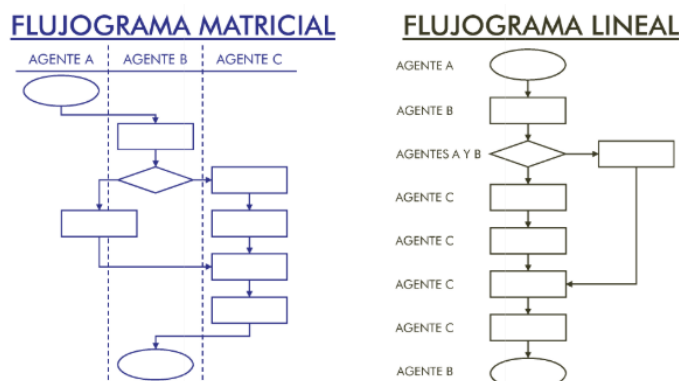 FLUJOGRAMA MATRICIAL
AGENTE A AGENTE B AGENTE C
FLUJOGRAMA LINEAL
AGENTE A
AGENTE B
AGENTES A Y B
AGENTE C
AGENTE C
AGENTE C
AGENTE C
AGENTE B